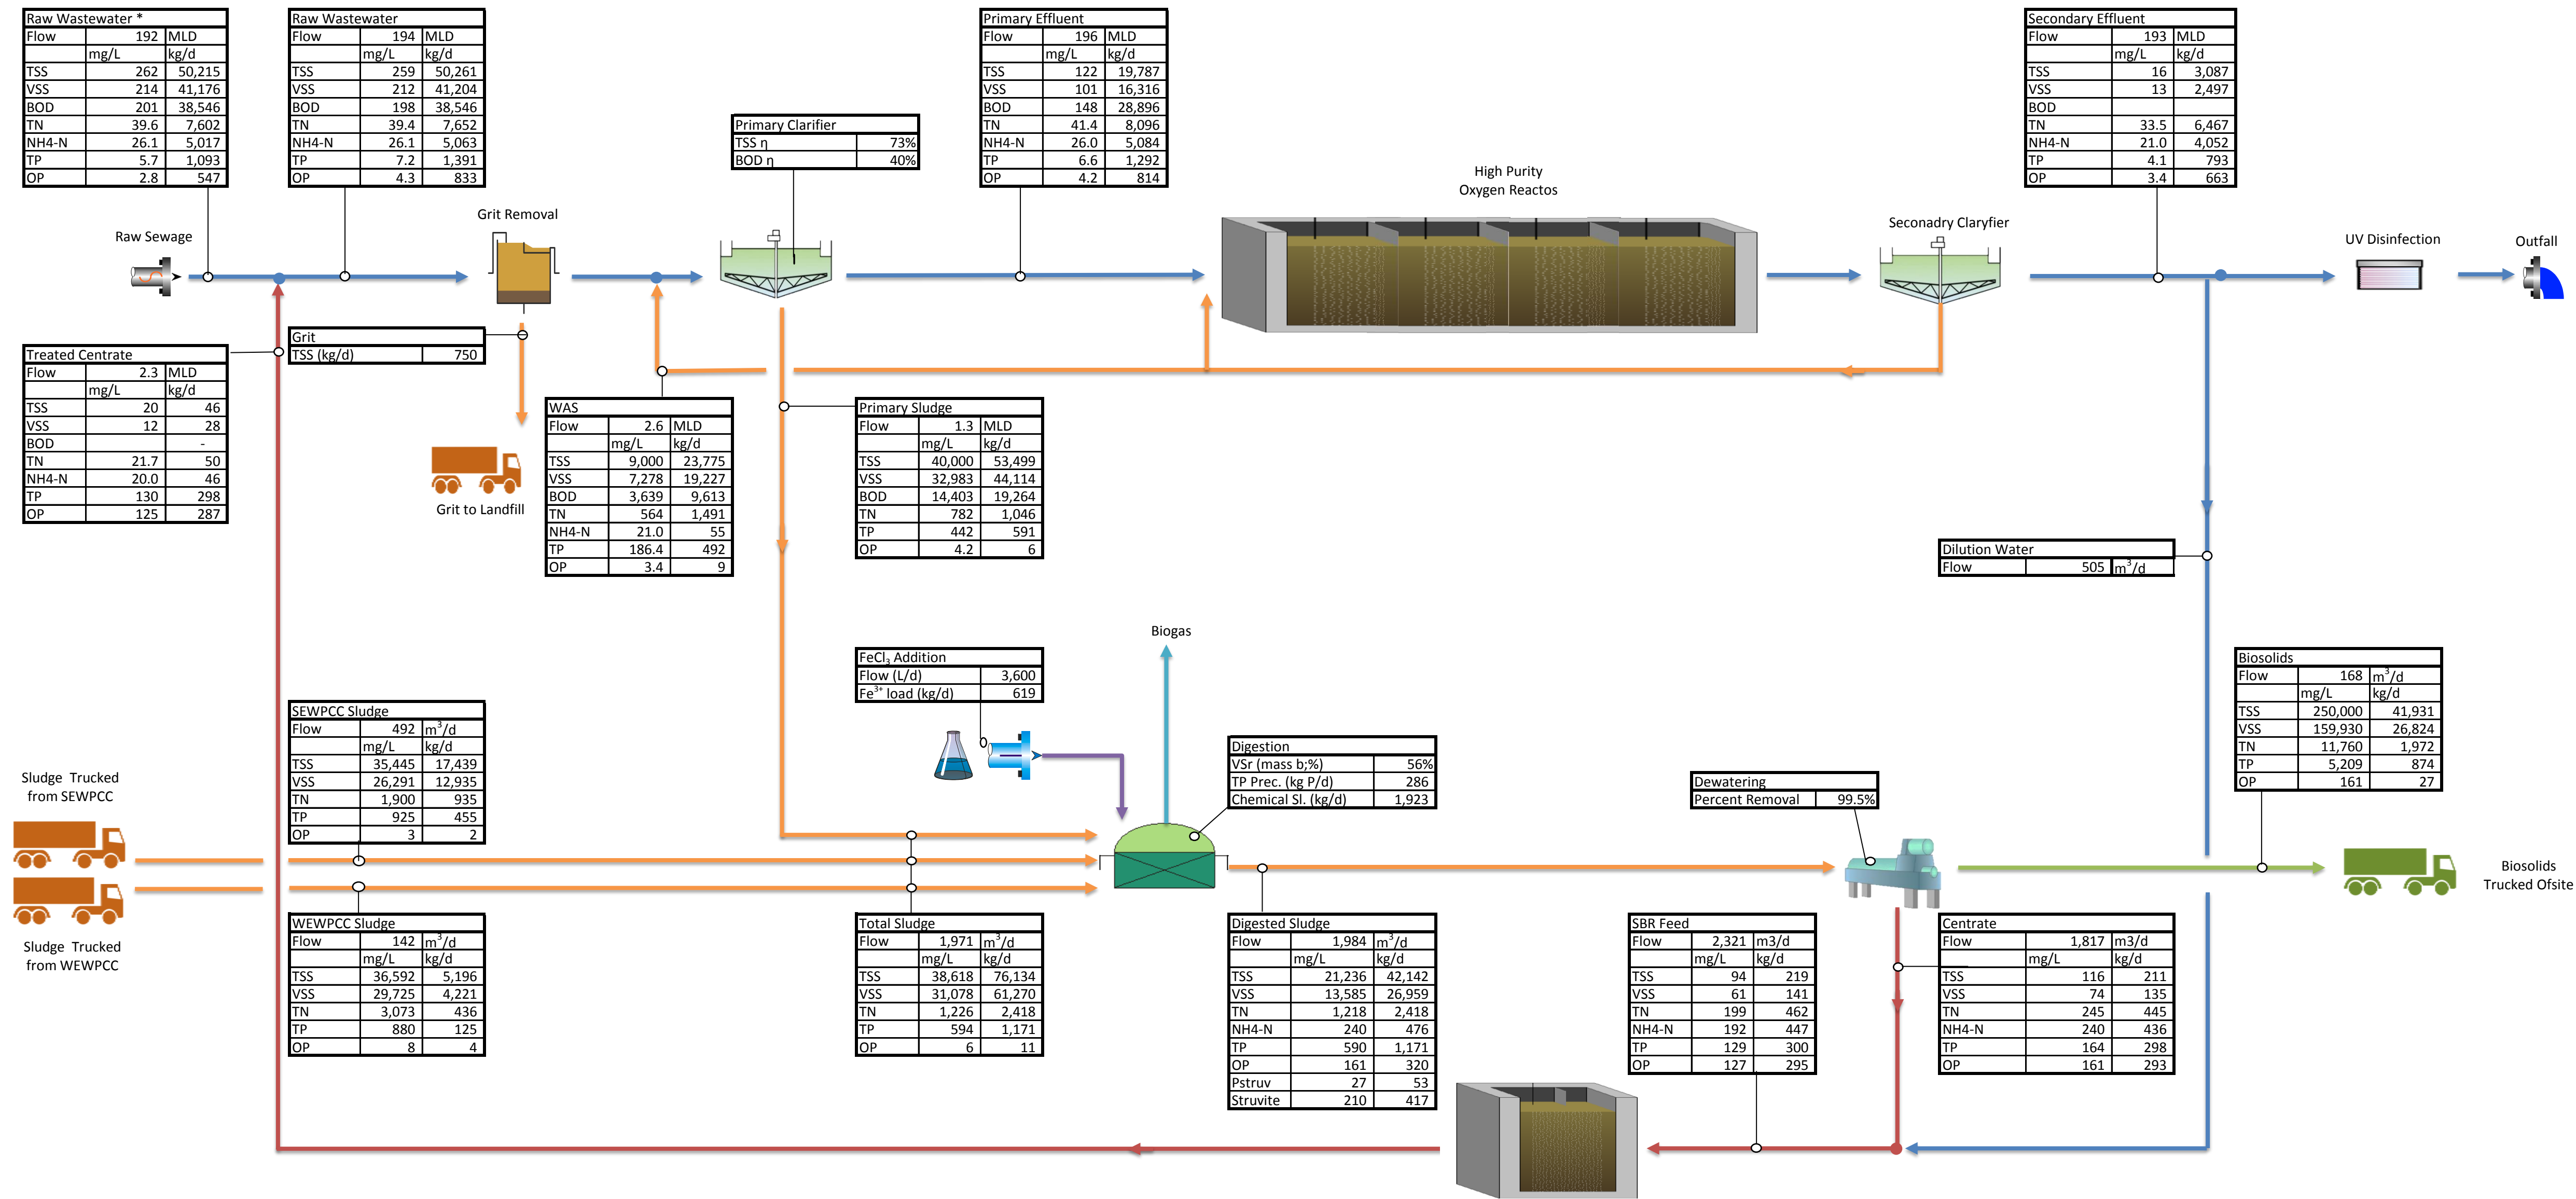 Raw Wastewater *
Flow 192 MLD
mg/L kg/d
TSS 262 50,215
VSS 214 41,176
BOD 201 38,546
TN 39.6 7,602
NH4-N 26.1 5,017
TP 5.7 1,093
OP 2.8 547
Raw Wastewater
Flow 194 MLD
mg/L kg/d
TSS 259 50,261
VSS 212 41,204
BOD 198 38,546
TN 39.4 7,652
NH4-N 26.1 5,063
TP 7.2 1,391
OP 4.3 833
Primary Clarifier
TSS η 73%
BOD η 40%
Primary Effluent
Flow 196 MLD
mg/L kg/d
TSS 122 19,787
VSS 101 16,316
BOD 148 28,896
TN 41.4 8,096
NH4-N 26.0 5,084
TP 6.6 1,292
OP 4.2 814
Secondary Effluent
Flow 193 MLD
mg/L kg/d
TSS 16 3,087
VSS 13 2,497
BOD
TN 33.5 6,467
NH4-N 21.0 4,052
TP 4.1 793
OP 3.4 663
High Purity
Oxygen Reactos
Raw Sewage
Grit Removal
Seconadry Claryfier
UV Disinfection
Outfall
Treated Centrate
Flow 2.3 MLD
mg/L kg/d
TSS 20 46
VSS 12 28
BOD -
TN 21.7 50
NH4-N 20.0 46
TP 130 298
OP 125 287
Grit
TSS (kg/d) 750
Grit to Landfill
WAS
Flow 2.6 MLD
mg/L kg/d
TSS 9,000 23,775
VSS 7,278 19,227
BOD 3,639 9,613
TN 564 1,491
NH4-N 21.0 55
TP 186.4 492
OP 3.4 9
Primary Sludge
Flow 1.3 MLD
mg/L kg/d
TSS 40,000 53,499
VSS 32,983 44,114
BOD 14,403 19,264
TN 782 1,046
TP 442 591
OP 4.2 6
Dilution Water
Flow 505 m³/d
Biogas
FeCl₃ Addition
Flow (L/d) 3,600
Fe³⁺ load (kg/d) 619
Biosolids
Flow 168 m³/d
mg/L kg/d
TSS 250,000 41,931
VSS 159,930 26,824
TN 11,760 1,972
TP 5,209 874
OP 161 27
SEWPCC Sludge
Flow 492 m³/d
mg/L kg/d
TSS 35,445 17,439
VSS 26,291 12,935
TN 1,900 935
TP 925 455
OP 3 2
Digestion
VSr (mass b;%) 56%
TP Prec. (kg P/d) 286
Chemical Sl. (kg/d) 1,923
Dewatering
Percent Removal 99.5%
Sludge Trucked
from SEWPCC
Sludge Trucked
from WEWPCC
Biosolids
Trucked Ofsite
WEWPCC Sludge
Flow 142 m³/d
mg/L kg/d
TSS 36,592 5,196
VSS 29,725 4,221
TN 3,073 436
TP 880 125
OP 8 4
Total Sludge
Flow 1,971 m³/d
mg/L kg/d
TSS 38,618 76,134
VSS 31,078 61,270
TN 1,226 2,418
TP 594 1,171
OP 6 11
Digested Sludge
Flow 1,984 m³/d
mg/L kg/d
TSS 21,236 42,142
VSS 13,585 26,959
TN 1,218 2,418
NH4-N 240 476
TP 590 1,171
OP 161 320
Pstruv 27 53
Struvite 210 417
SBR Feed
Flow 2,321 m3/d
mg/L kg/d
TSS 94 219
VSS 61 141
TN 199 462
NH4-N 192 447
TP 129 300
OP 127 295
Centrate
Flow 1,817 m3/d
mg/L kg/d
TSS 116 211
VSS 74 135
TN 245 445
NH4-N 240 436
TP 164 298
OP 161 293